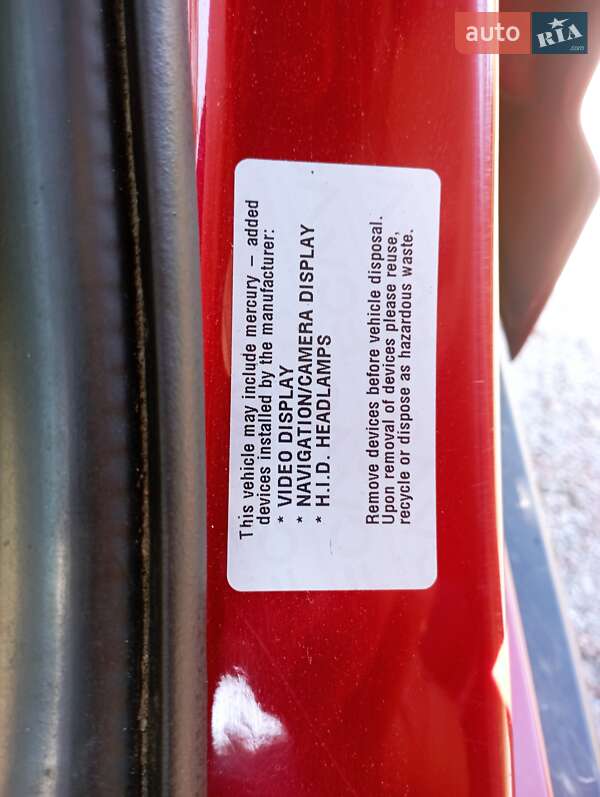 auto RIA .com
This vehicle may include mercury – added
devices installed by the manufacturer:
* VIDEO DISPLAY
* NAVIGATION/CAMERA DISPLAY
* H.I.D. HEADLAMPS
Remove devices before vehicle disposal.
Upon removal of devices please reuse,
recycle or dispose as hazardous waste.